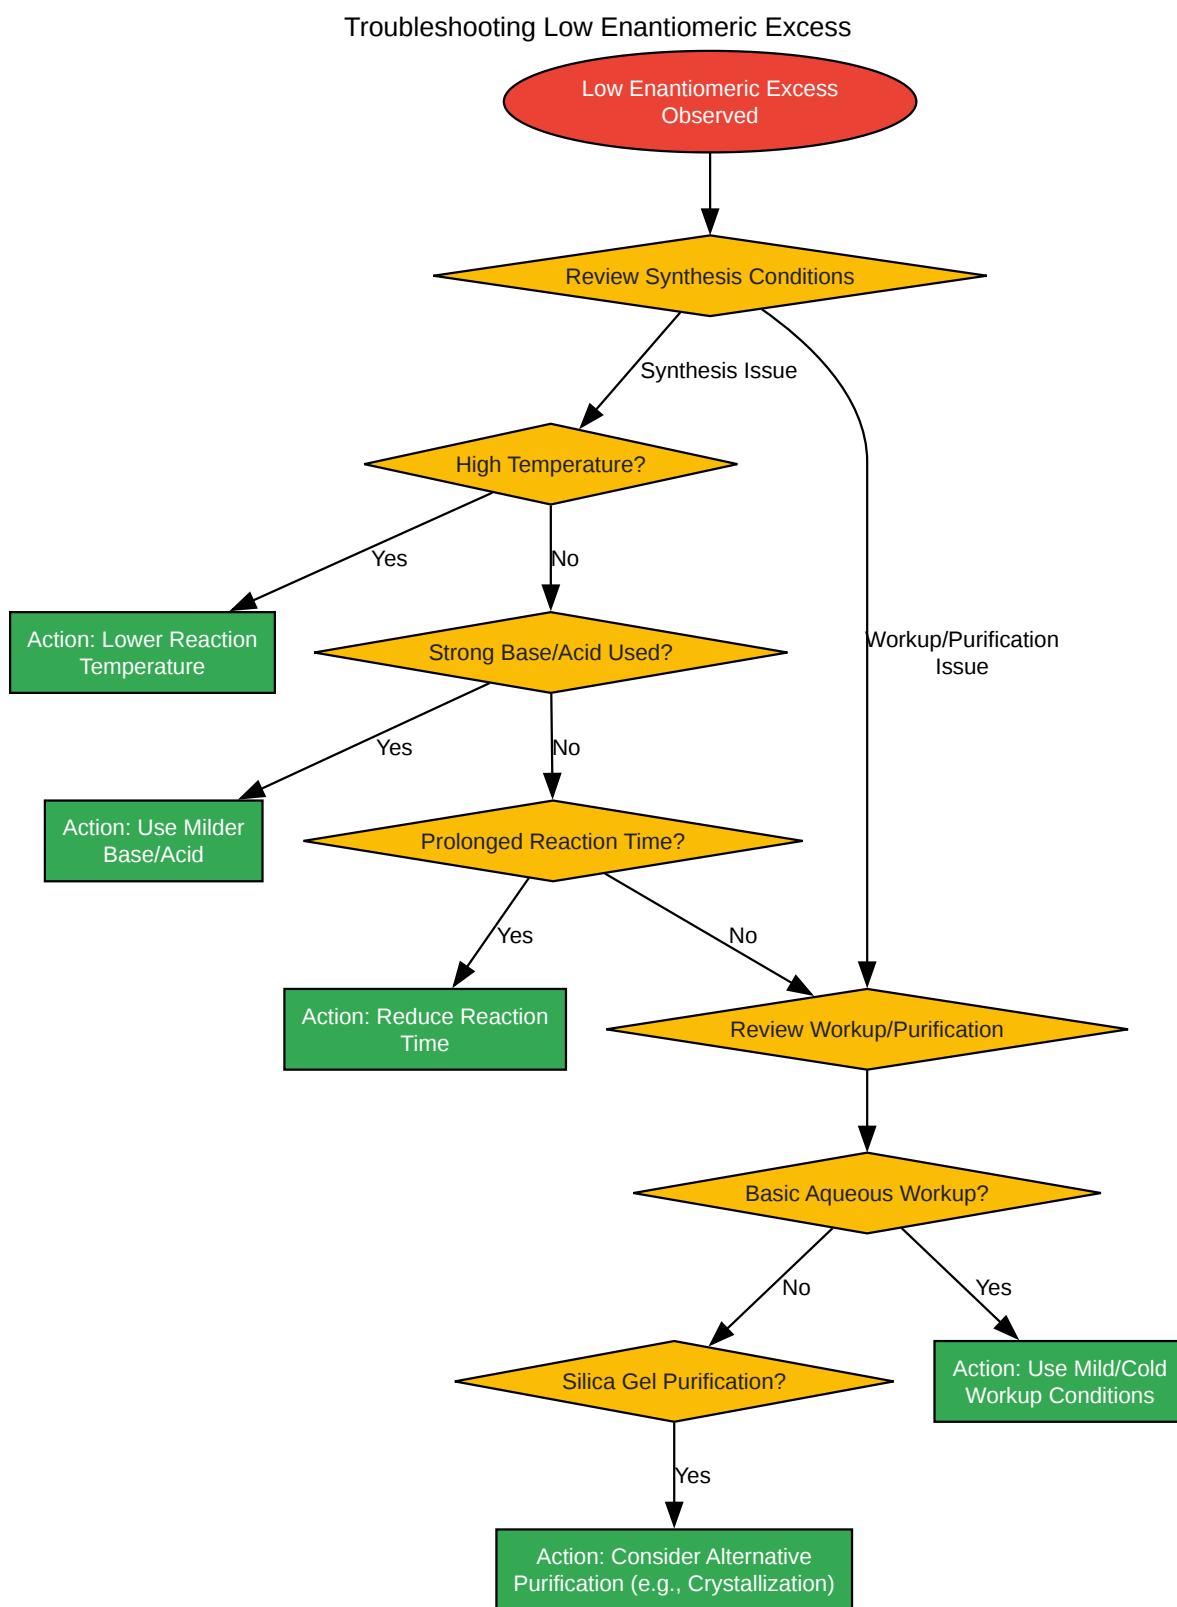 Troubleshooting Low Enantiomeric Excess
Low Enantiomeric Excess
Observed
Review Synthesis Conditions
Synthesis Issue
High Temperature?
Yes
No
Action: Lower Reaction
Temperature
Strong Base/Acid Used?
Workup/Purification
Issue
Yes
No
Action: Use Milder
Base/Acid
Prolonged Reaction Time?
Yes
No
Action: Reduce Reaction
Time
Review Workup/Purification
Basic Aqueous Workup?
No
Yes
Silica Gel Purification?
Action: Use Mild/Cold
Workup Conditions
Yes
Action: Consider Alternative
Purification (e.g., Crystallization)